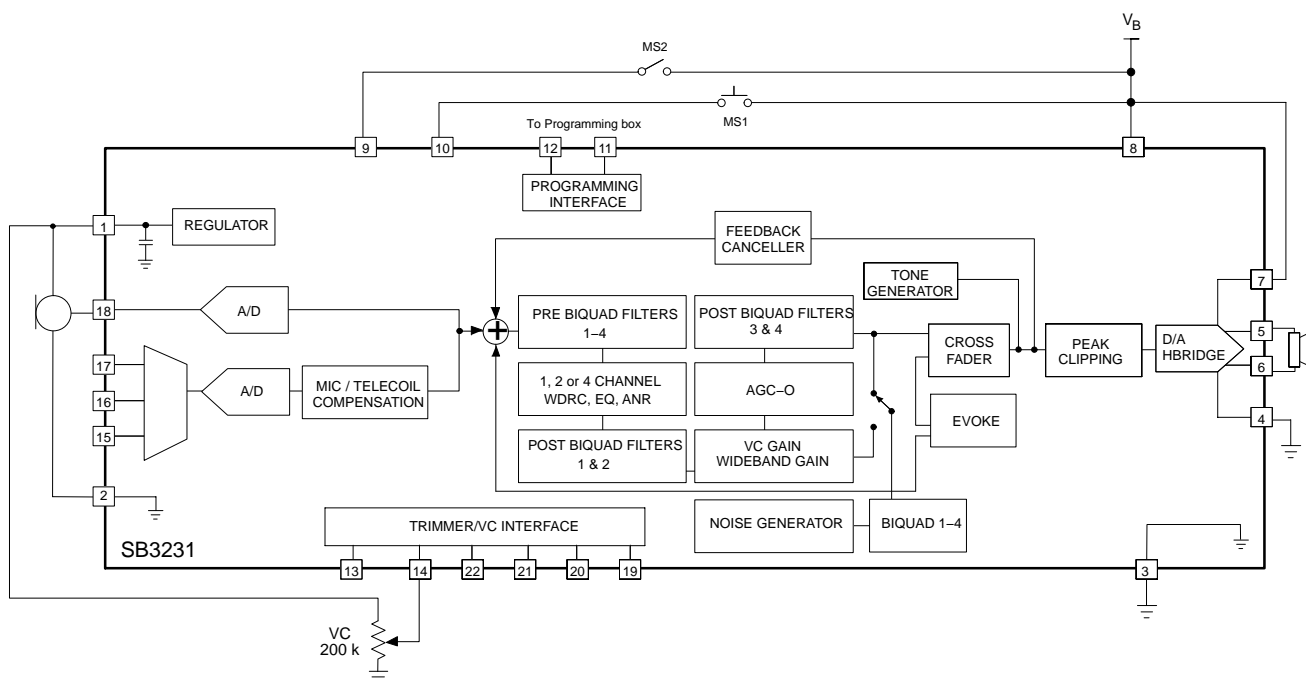 VB
MS2
MS1
To Programming box
9
10
12
11
8
PROGRAMMING
INTERFACE
1
REGULATOR
FEEDBACK
CANCELLER
TONE
GENERATOR
7
18
A/D
PRE BIQUAD FILTERS
1–4
POST BIQUAD FILTERS
3 & 4
CROSS
FADER
PEAK
CLIPPING
D/A
HBRIDGE
5
6
17
16
15
A/D
MIC / TELECOIL
COMPENSATION
1, 2 or 4 CHANNEL
WDRC, EQ, ANR
AGC–O
EVOKE
4
POST BIQUAD FILTERS
1 & 2
VC GAIN
WIDEBAND GAIN
2
TRIMMER/VC INTERFACE
NOISE GENERATOR
BIQUAD 1–4
SB3231
13
14
22
21
20
19
3
VC
200 k